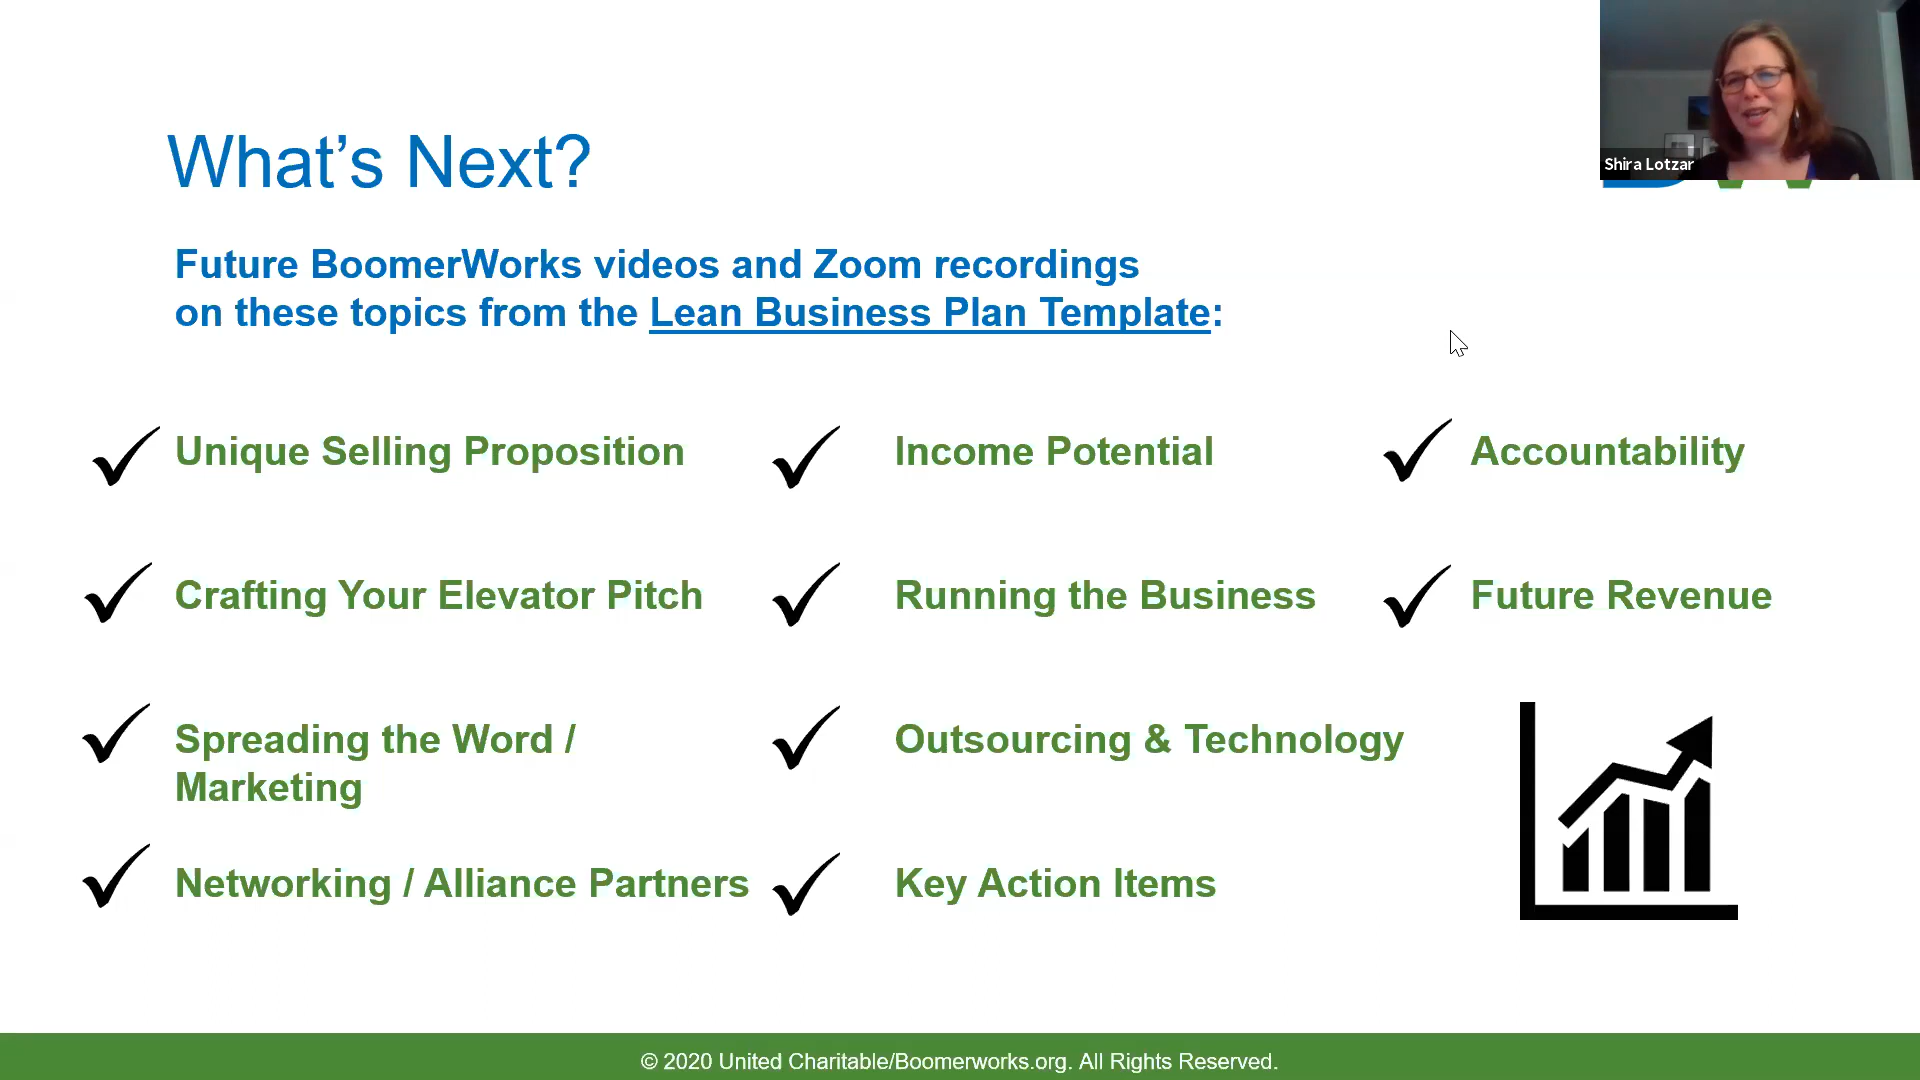 What's Next?
Shira Lotzar
Future BoomerWorks videos and Zoom recordings
on these topics from the Lean Business Plan Template:
Unique Selling Proposition
Income Potential
Accountability
Crafting Your Elevator Pitch
Running the Business
Future Revenue
Spreading the Word /
Marketing
Outsourcing & Technology
Networking / Alliance Partners
Key Action Items
© 2020 United Charitable/Boomerworks.org. All Rights Reserved.